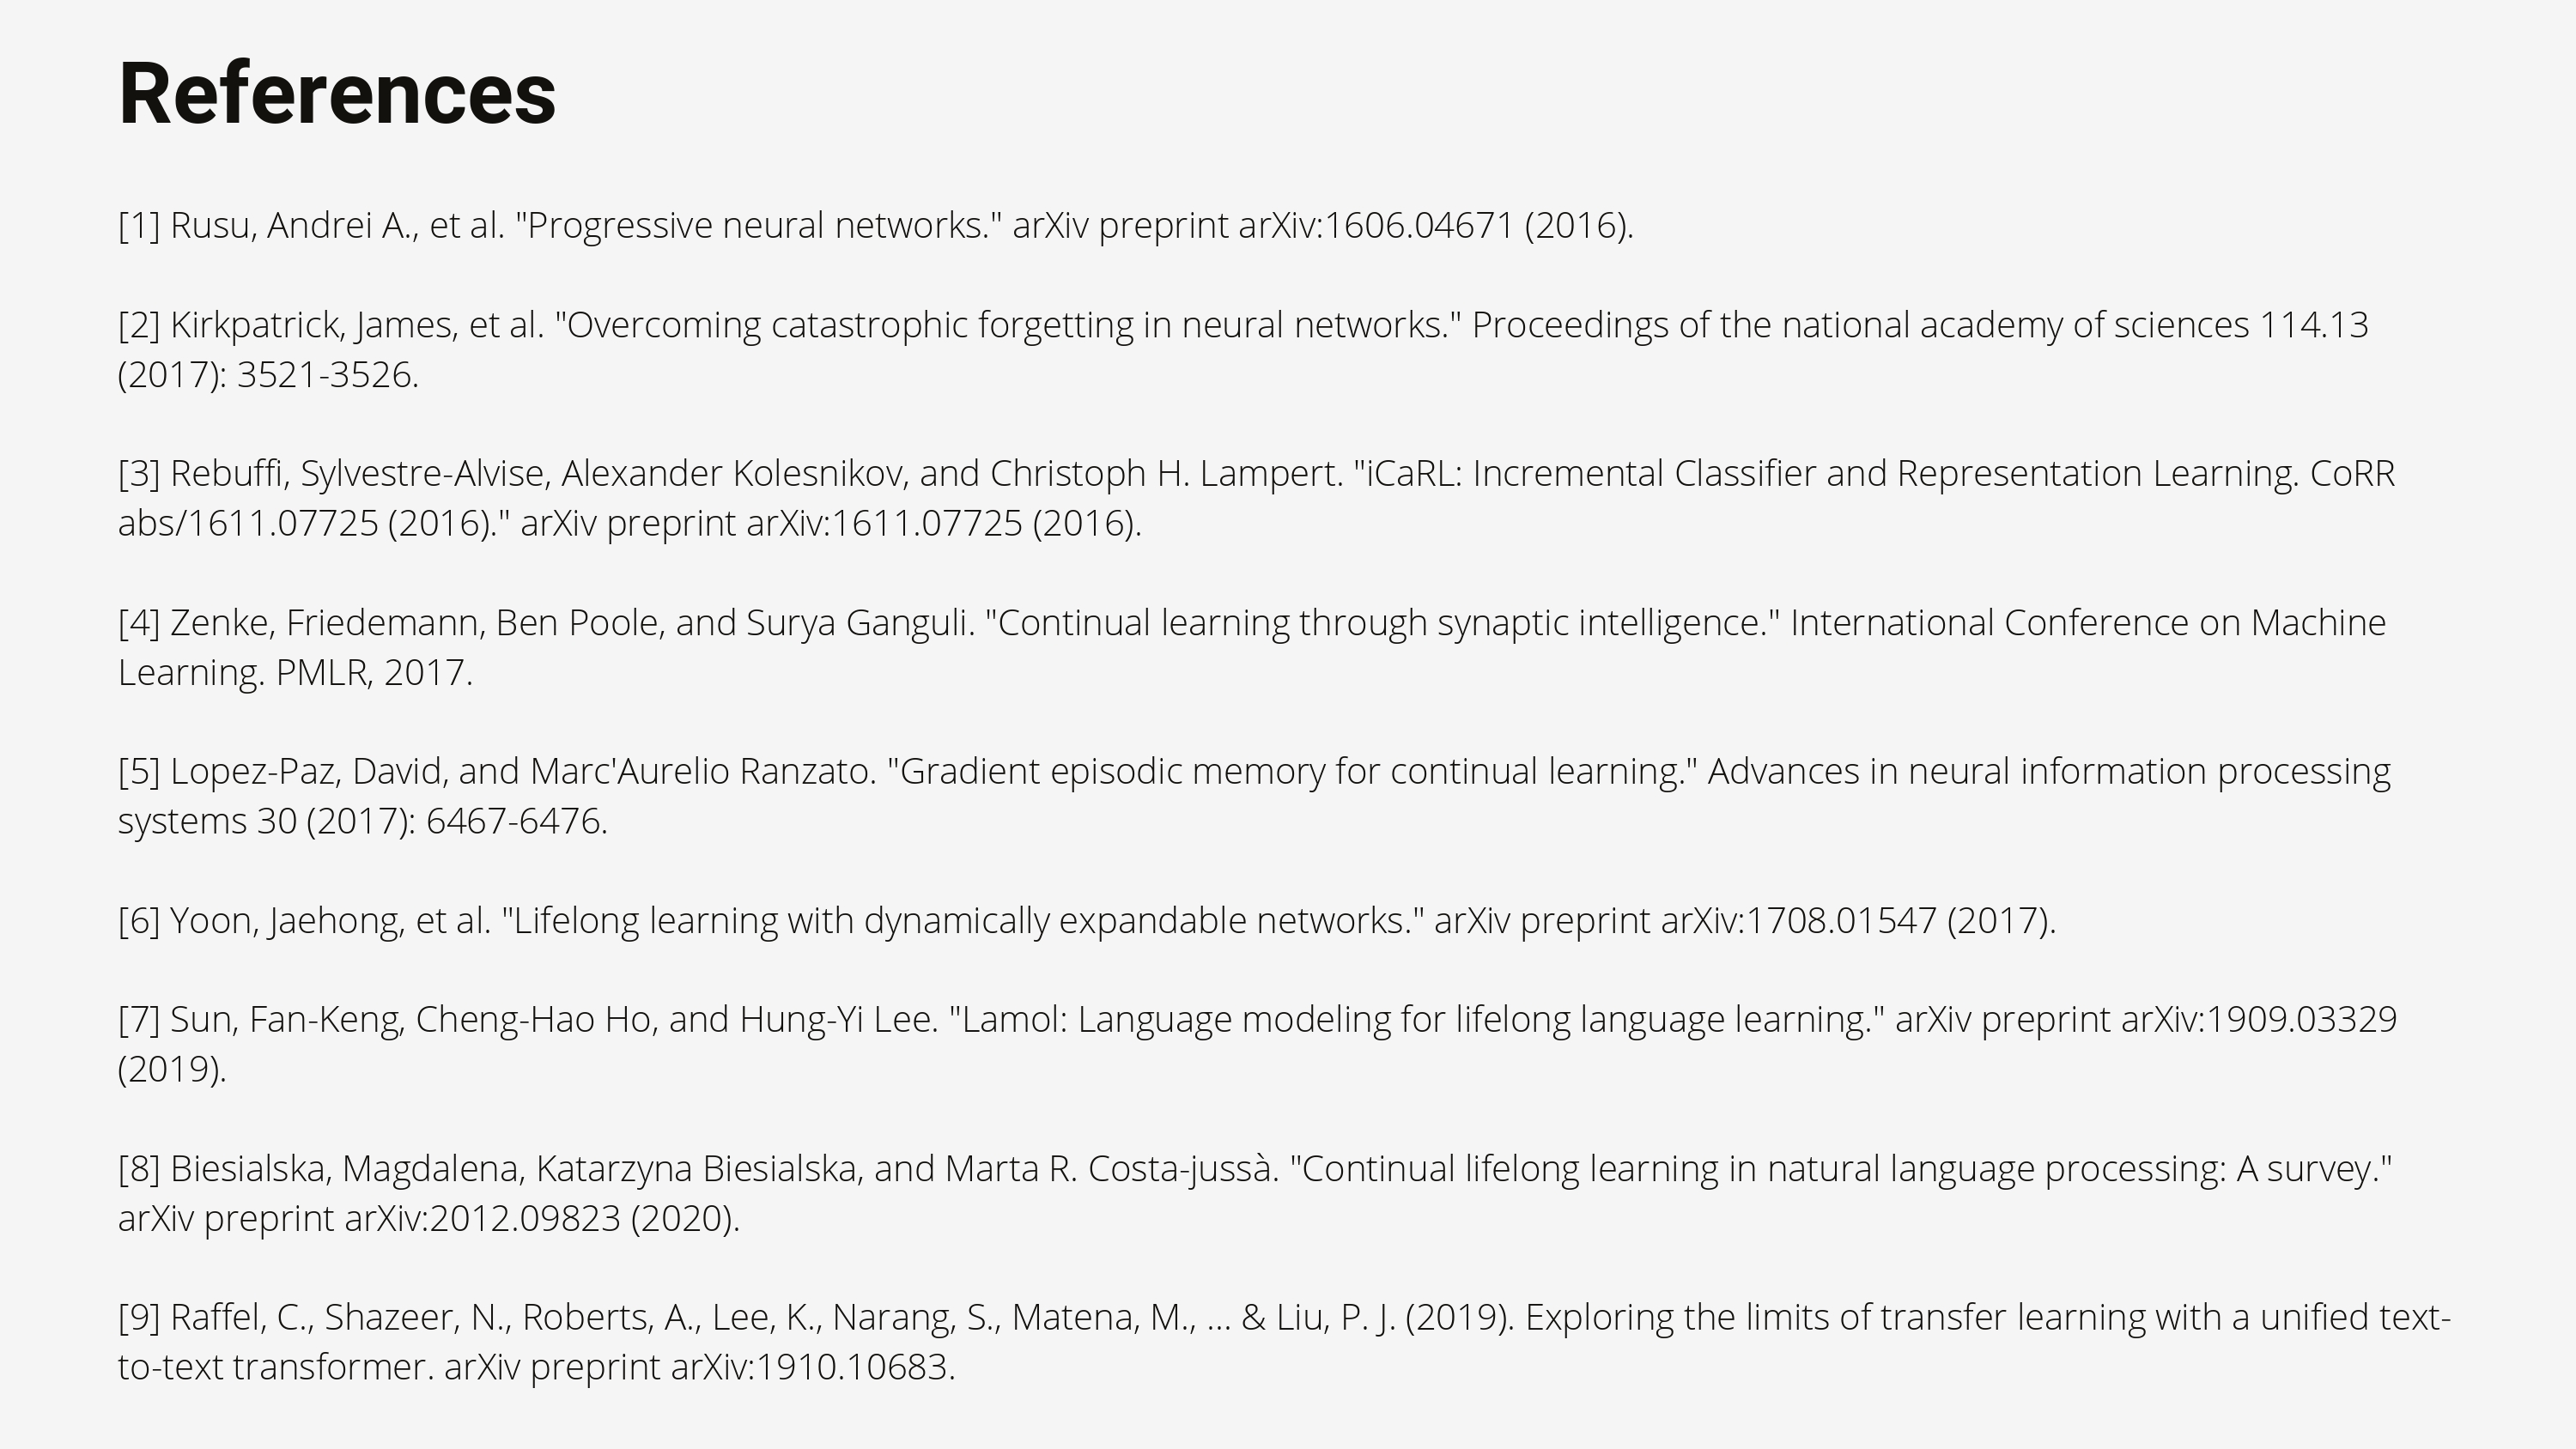 References
[1] Rusu, Andrei A., et al. "Progressive neural networks." arXiv preprint arXiv:1606.04671 (2016).
[2] Kirkpatrick, James, et al. "Overcoming catastrophic forgetting in neural networks." Proceedings of the national academy of sciences 114.13
(2017): 3521-3526.
[3] Rebuffi, Sylvestre-Alvise, Alexander Kolesnikov, and Christoph H. Lampert. "iCaRL: Incremental Classifier and Representation Learning. CoRR
abs/1611.07725 (2016)." arXiv preprint arXiv:1611.07725 (2016).
[4] Zenke, Friedemann, Ben Poole, and Surya Ganguli. "Continual learning through synaptic intelligence." International Conference on Machine
Learning. PMLR, 2017.
[5] Lopez-Paz, David, and Marc'Aurelio Ranzato. "Gradient episodic memory for continual learning." Advances in neural information processing
systems 30 (2017): 6467-6476.
[6] Yoon, Jaehong, et al. "Lifelong learning with dynamically expandable networks." arXiv preprint arXiv:1708.01547 (2017).
[7] Sun, Fan-Keng, Cheng-Hao Ho, and Hung-Yi Lee. "Lamol: Language modeling for lifelong language learning." arXiv preprint arXiv:1909.03329
(2019).
[8] Biesialska, Magdalena, Katarzyna Biesialska, and Marta R. Costa-jussà. "Continual lifelong learning in natural language processing: A survey."
arXiv preprint arXiv:2012.09823 (2020).
[9] Raffel, C., Shazeer, N., Roberts, A., Lee, K., Narang, S., Matena, M., ... & Liu, P. J. (2019). Exploring the limits of transfer learning with a unified text-
to-text transformer. arXiv preprint arXiv:1910.10683.